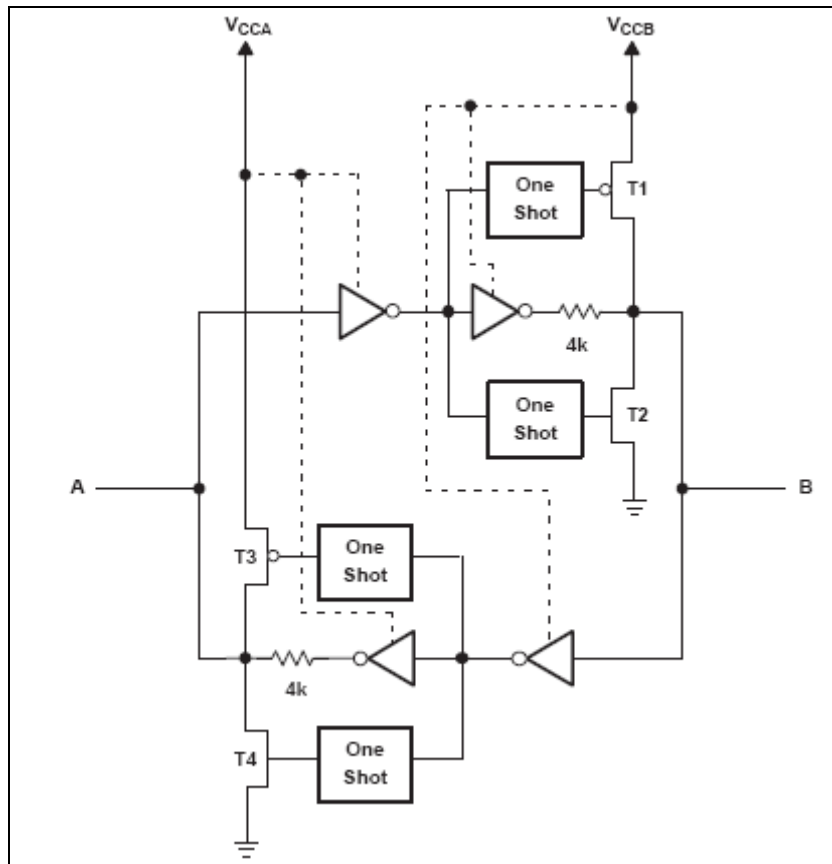 VCCA
VCCB
One
Shot
T1
4k
One
Shot
T2
A
B
T3
One
Shot
4k
T4
One
Shot